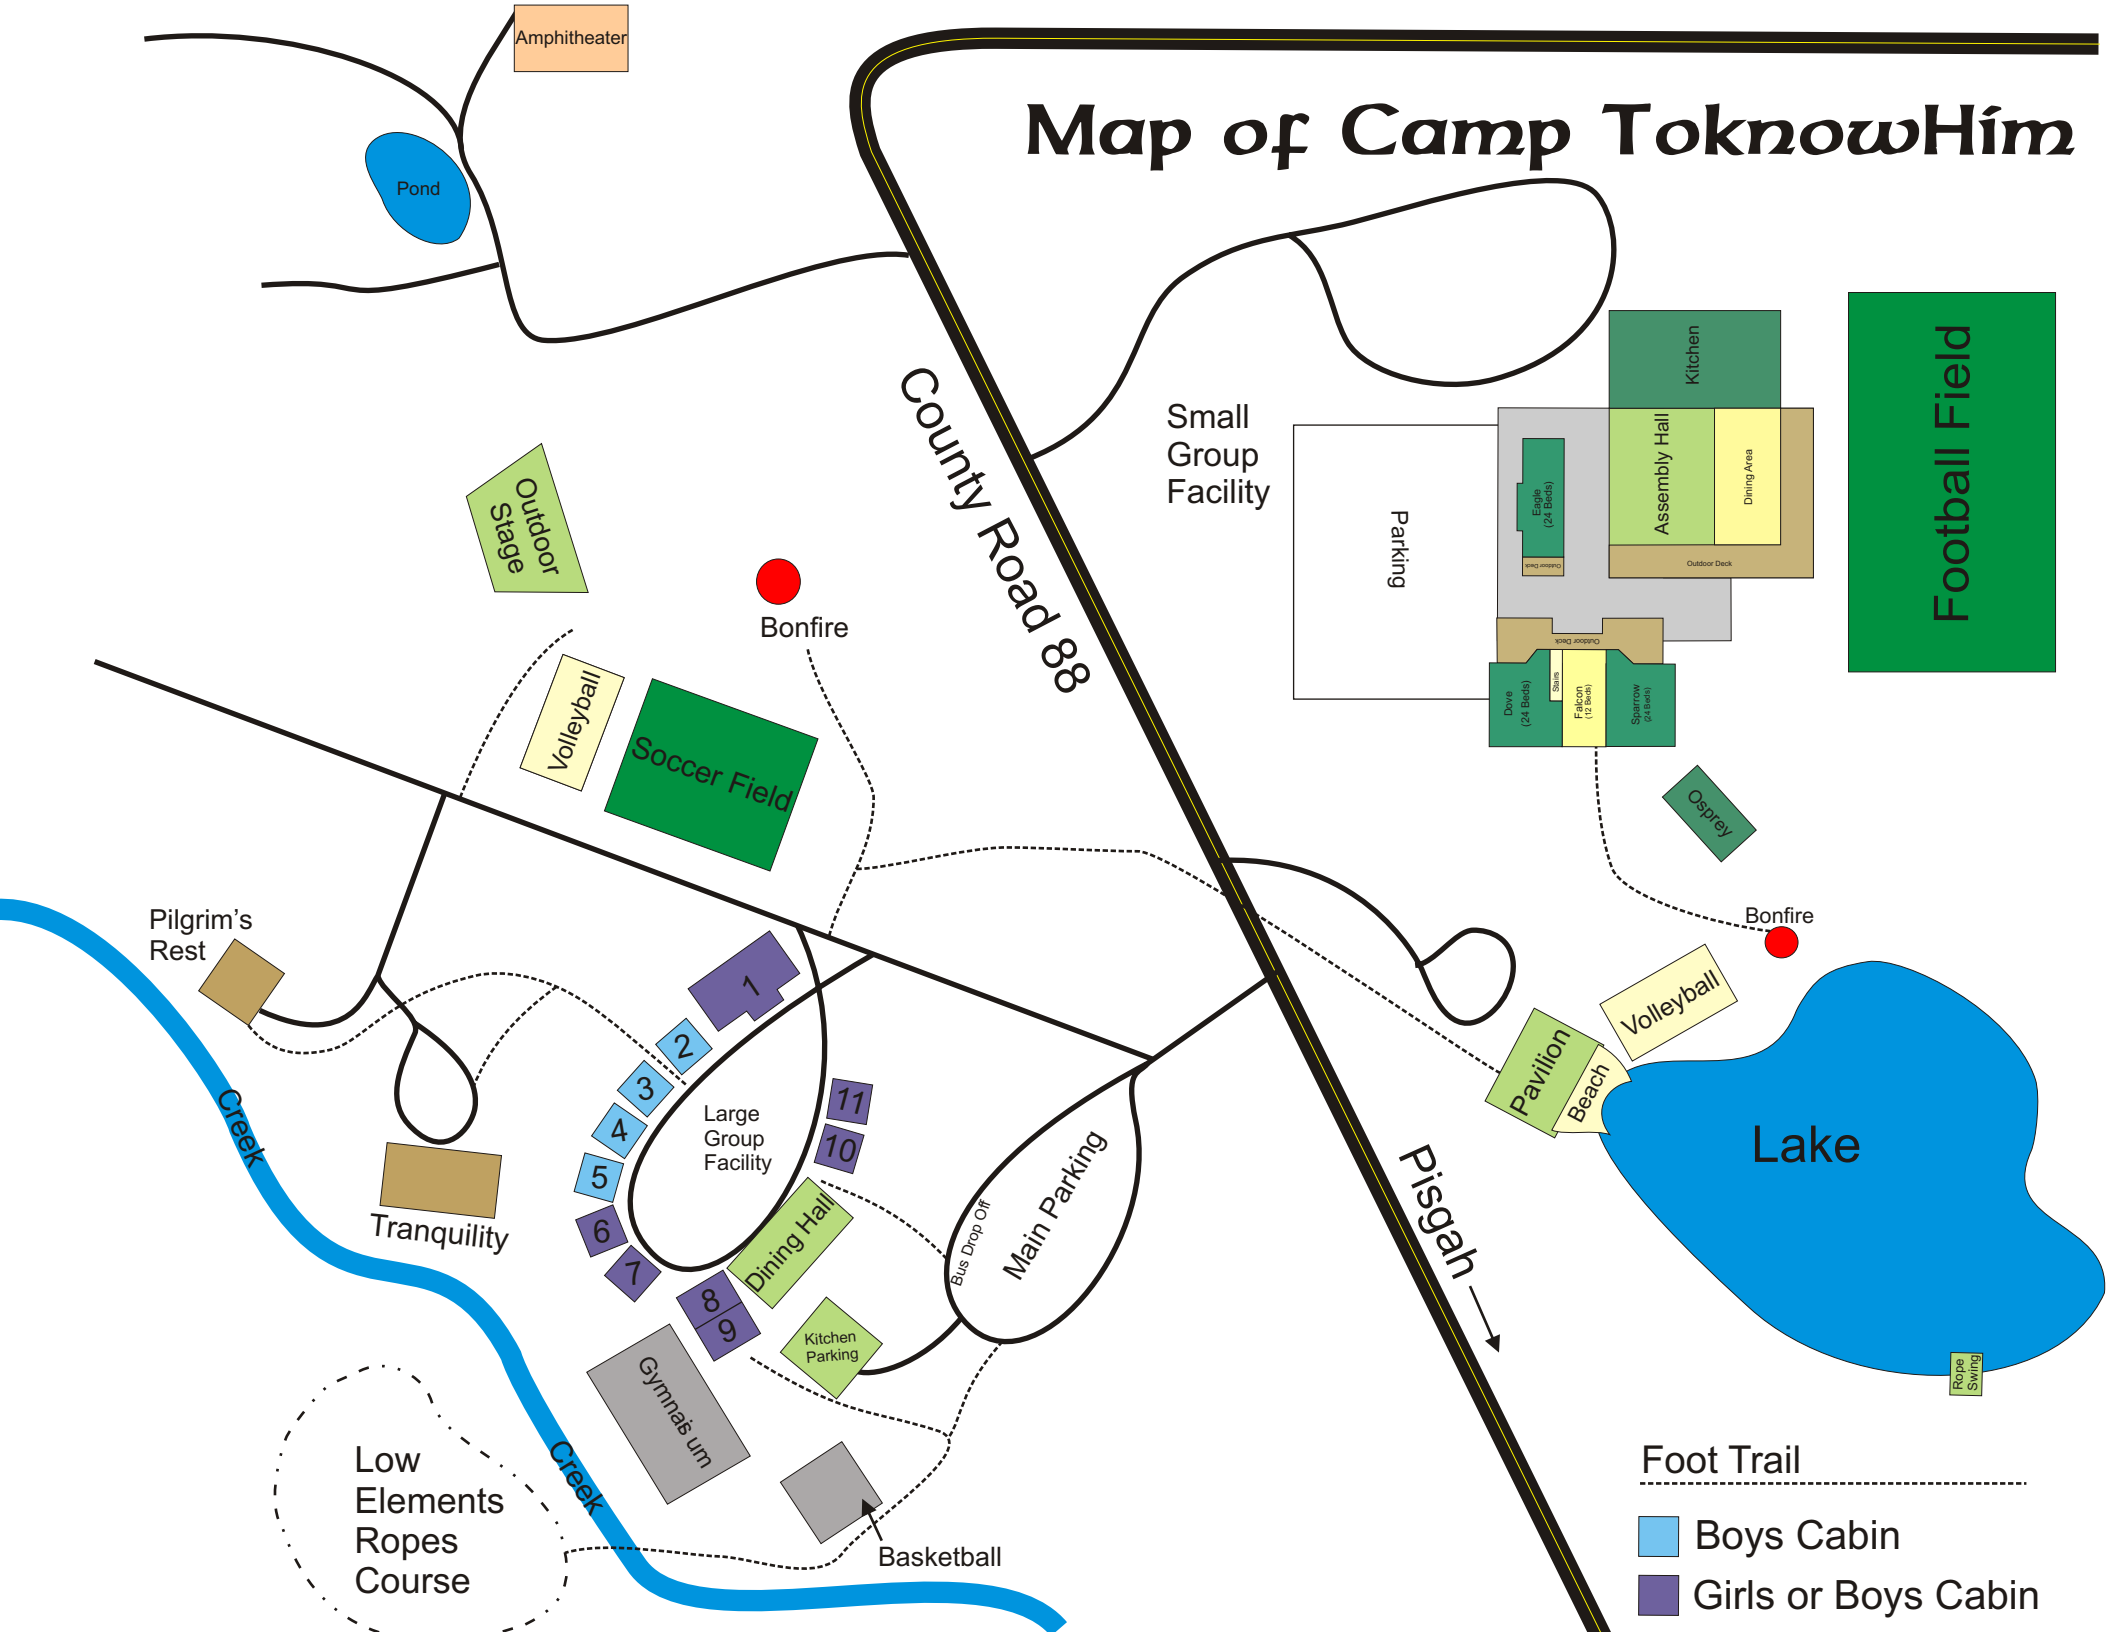 Amphitheater
Map of Camp ToknowHim
Pond
County Road 88
Small
Group
Facility
Parking
Kitchen
Assembly Hall
Dining Area
Eagle
(24 Beds)
Outdoor Deck
Outdoor Deck
Outdoor Deck
Dove
(24 Beds)
Stairs
Falcon
(12 Beds)
Sparrow
(24 Beds)
Football Field
Osprey
Outdoor
Stage
Bonfire
Volleyball
Soccer Field
Pilgrim's
Rest
Bonfire
Volleyball
Pavilion
Beach
Lake
Rope
Swing
1
2
3
4
5
6
7
8
9
10
11
Large
Group
Facility
Dining Hall
Kitchen
Parking
Bus Drop Off
Main Parking
Pisgah
Tranquility
Creek
Creek
Gymnais um
Basketball
Low
Elements
Ropes
Course
Foot Trail
Boys Cabin
Girls or Boys Cabin